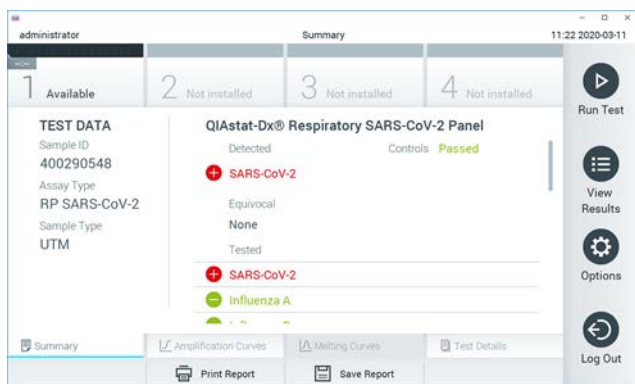 administrator Summary 11:22 2020-03-11
1 Available 2 Not installed 3 Not installed 4 Not installed
Run Test
TEST DATA
Sample ID
400290548
Assay Type
RP SARS-CoV-2
Sample Type
UTM
QIAstat-Dx® Respiratory SARS-CoV-2 Panel
Detected Controls Passed
SARS-CoV-2
Equivocal
None
Tested
SARS-CoV-2
Influenza A
View
Results
Options
Summary Amplification Curves Melting Curves Test Details
Print Report Save Report
Log Out